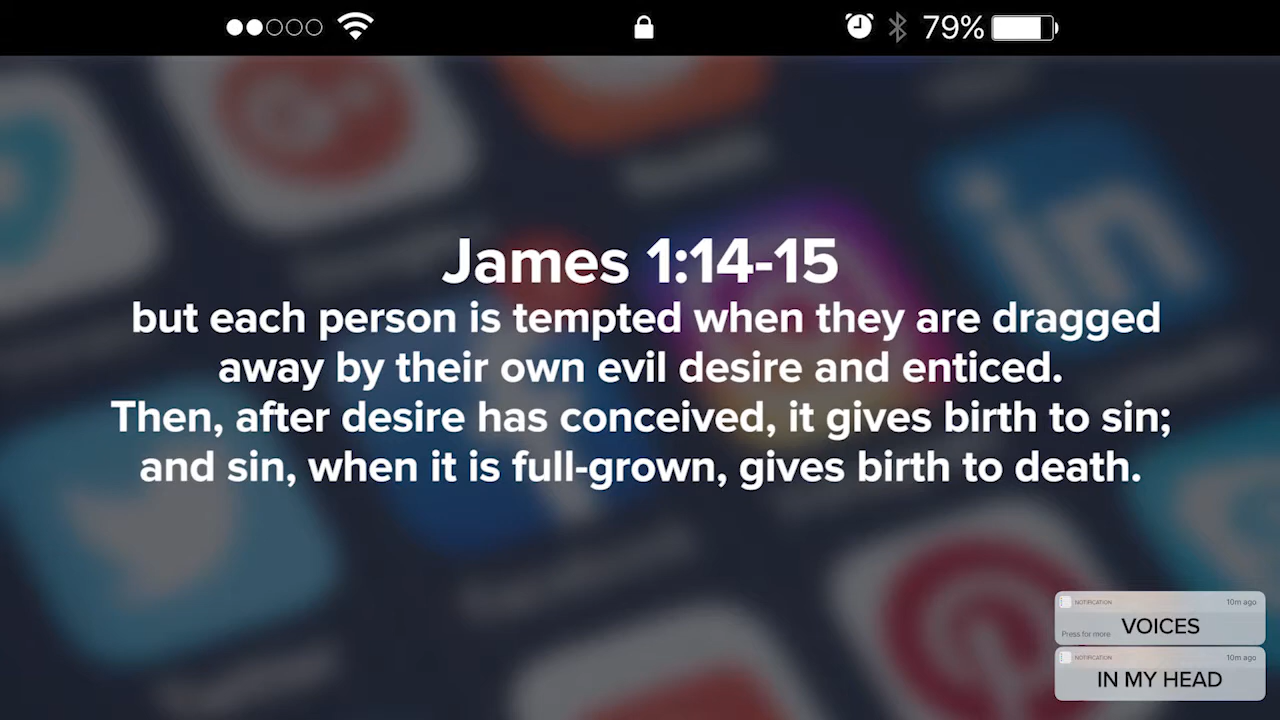 79%
James 1:14-15
but each person is tempted when they are dragged
away by their own evil desire and enticed.
Then, after desire has conceived, it gives birth to sin;
and sin, when it is full-grown, gives birth to death.
NOTIFICATION 10m ago
VOICES
Press for more
NOTIFICATION 10m ago
IN MY HEAD